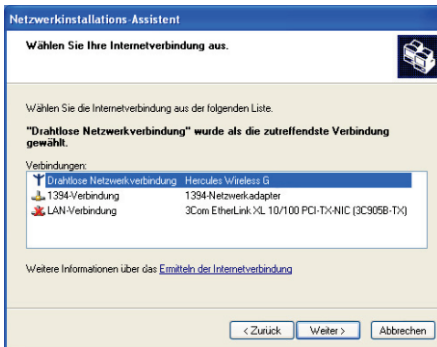 Netzwerkinstallations-Assistent
Wählen Sie Ihre Internetverbindung aus.
Wählen Sie die Internetverbindung aus der folgenden Liste.
"Drahtlose Netzwerkverbindung" wurde als die zutreffendste Verbindung
gewählt.
Verbindungen:
Drahtlose Netzwerkverbindung Hercules Wireless G
1394-Verbindung 1394-Netzwerkadapter
LAN-Verbindung 3Com EtherLink XL 10/100 PCI-TX-NIC (3C905B-TX)
Weitere Informationen über das Ermitteln der Internetverbindung
< Zurück Weiter > Abbrechen